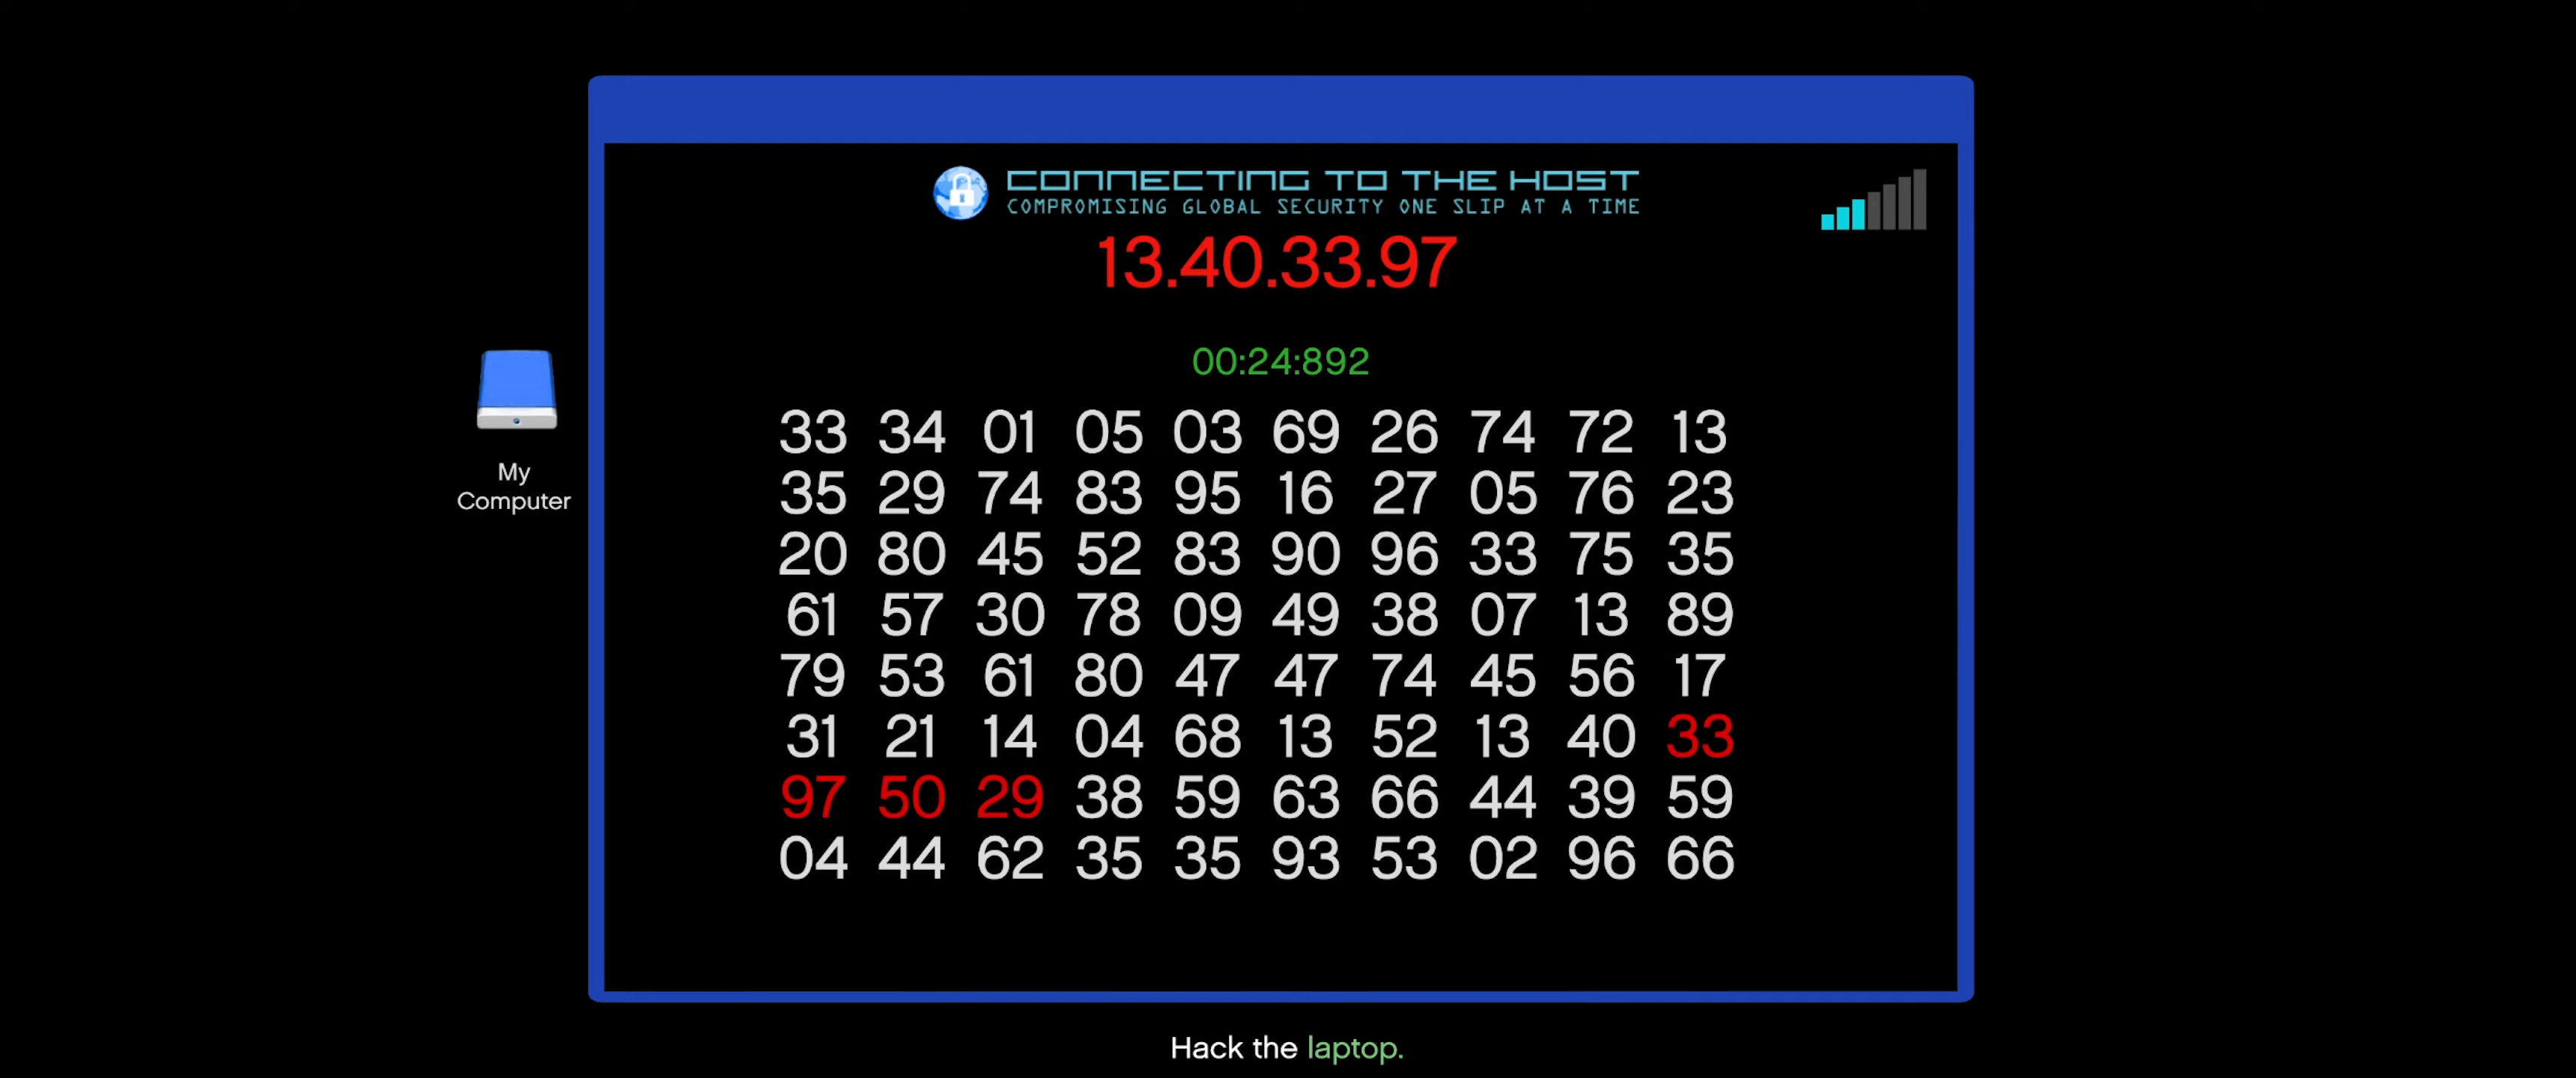 CONNECTING TO THE HOST
COMPROMISING GLOBAL SECURITY ONE SLIP AT A TIME
13.40.33.97
00:24:892
33 34 01 05 03 69 26 74 72 13
35 29 74 83 95 16 27 05 76 23
20 80 45 52 83 90 96 33 75 35
61 57 30 78 09 49 38 07 13 89
79 53 61 80 47 47 74 45 56 17
31 21 14 04 68 13 52 13 40 33
97 50 29 38 59 63 66 44 39 59
04 44 62 35 35 93 53 02 96 66
My
Computer
Hack the laptop.